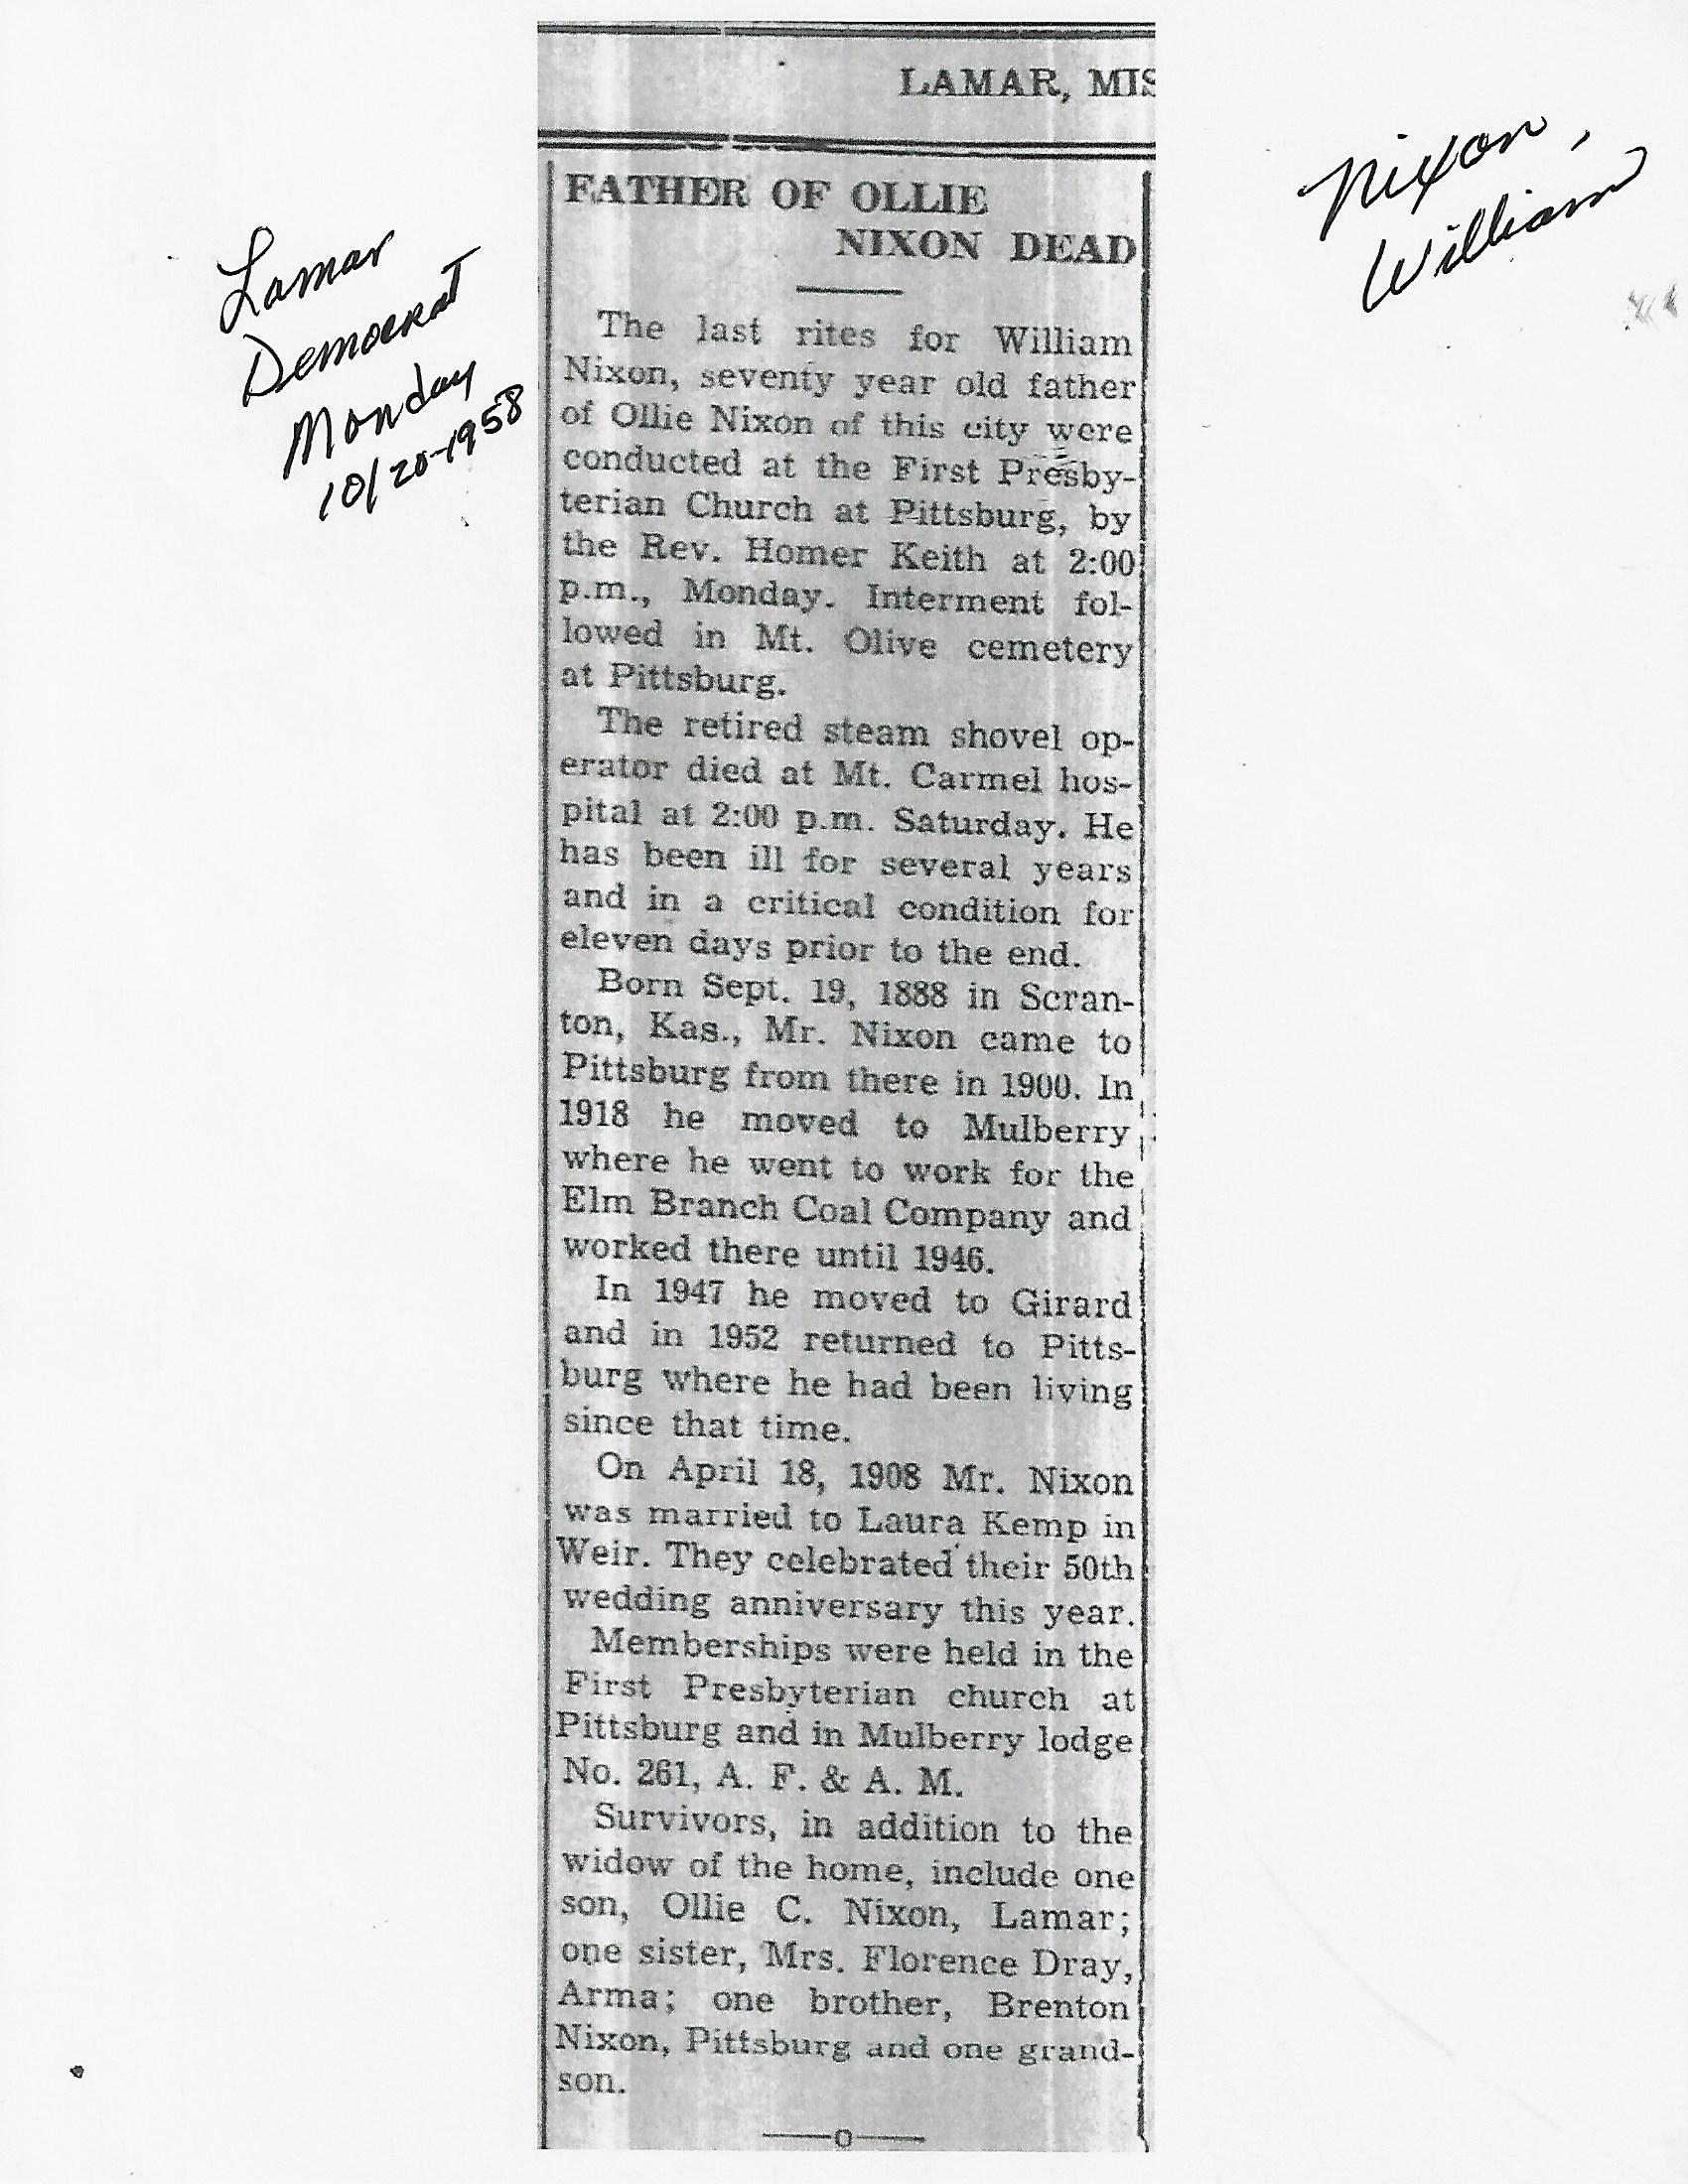 LAMAR, MIS
Nixon,
William
Lamar
Democrat
Monday
10/20-1958
FATHER OF OLLIE
NIXON DEAD
The last rites for William
Nixon, seventy year old father
of Ollie Nixon of this city were
conducted at the First Presby-
terian Church at Pittsburg, by
the Rev. Homer Keith at 2:00
p.m., Monday. Interment fol-
lowed in Mt. Olive cemetery
at Pittsburg.
The retired steam shovel op-
erator died at Mt. Carmel hos-
pital at 2:00 p.m. Saturday. He
has been ill for several years
and in a critical condition for
eleven days prior to the end.
Born Sept. 19, 1888 in Scran-
ton, Kas., Mr. Nixon came to
Pittsburg from there in 1900. In
1918 he moved to Mulberry
where he went to work for the
Elm Branch Coal Company and
worked there until 1946.
In 1947 he moved to Girard
and in 1952 returned to Pitts-
burg where he had been living
since that time.
On April 18, 1908 Mr. Nixon
was married to Laura Kemp in
Weir. They celebrated their 50th
wedding anniversary this year.
Memberships were held in the
First Presbyterian church at
Pittsburg and in Mulberry lodge
No. 261, A. F. & A. M.
Survivors, in addition to the
widow of the home, include one
son, Ollie C. Nixon, Lamar;
one sister, Mrs. Florence Dray,
Arma; one brother, Brenton
Nixon, Pittsburg and one grand-
son.